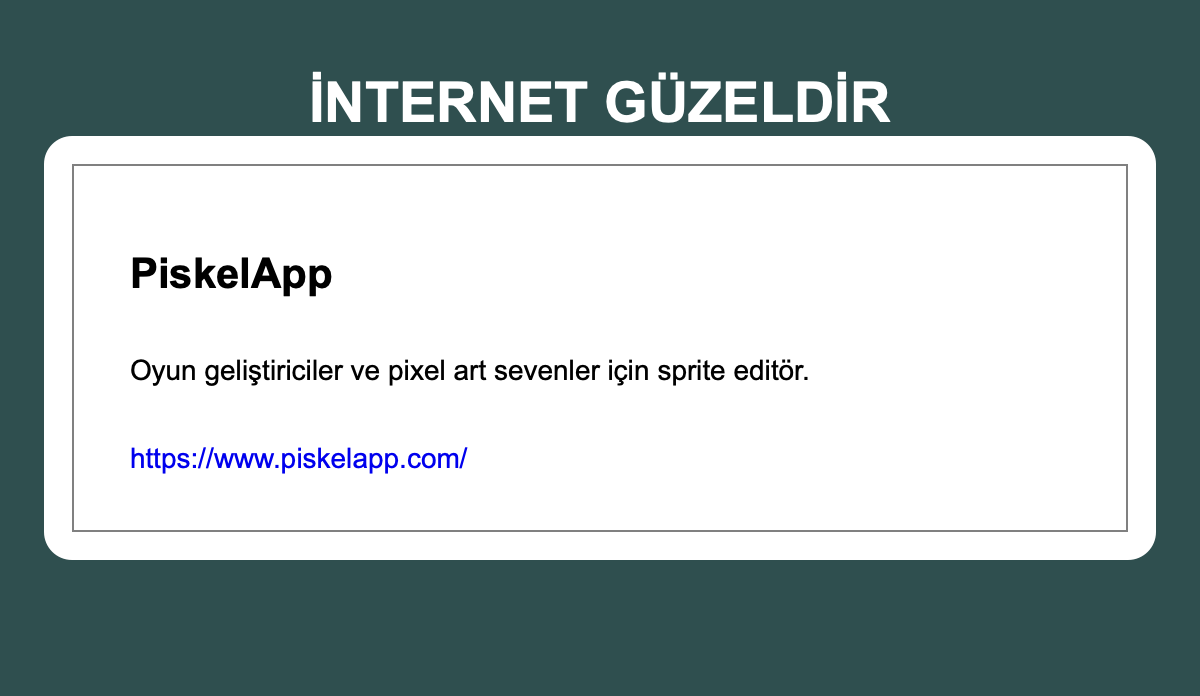 İNTERNET GÜZELDİR
PiskelApp
Oyun geliştiriciler ve pixel art sevenler için sprite editör.
https://www.piskelapp.com/